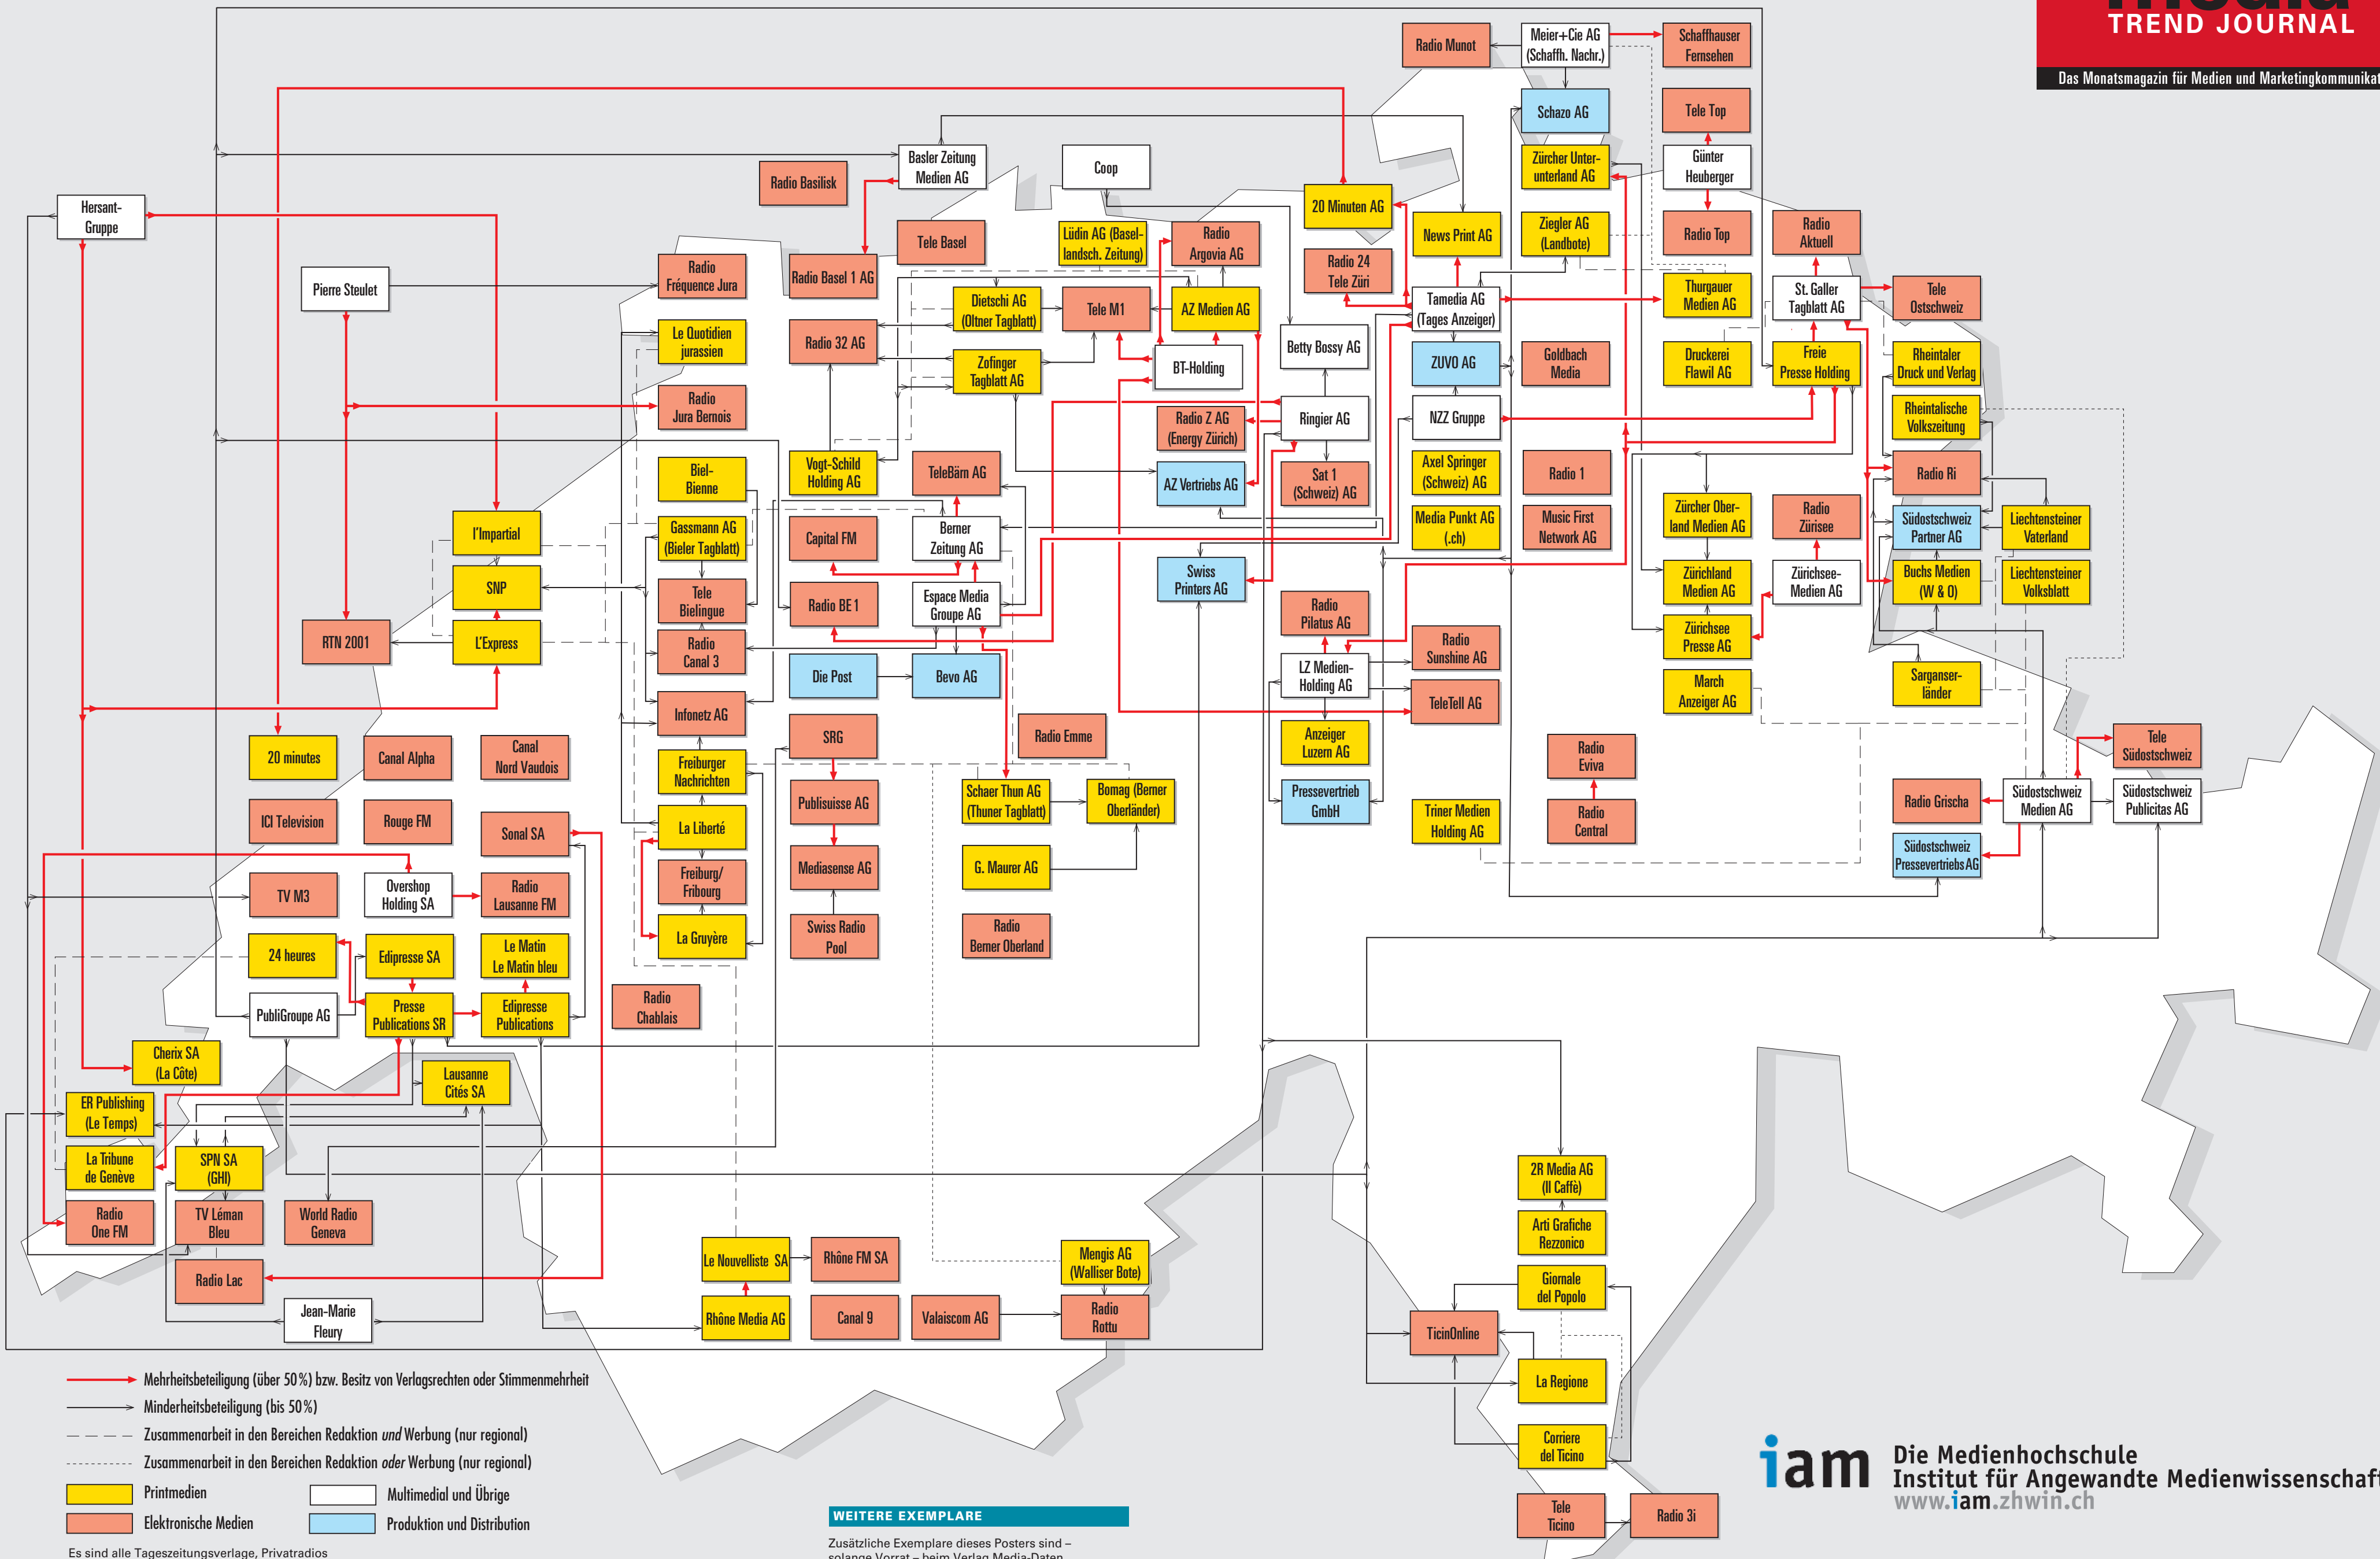 TREND JOURNAL
Das Monatsmagazin für Medien und Marketingkommunikat
Radio Munot
Meier+Cie AG
(Schaffh. Nachr.)
Schaffhauser
Fernsehen
Schazo AG
Tele Top
Basler Zeitung
Medien AG
Coop
Radio Basilisk
Zürcher Unter-
unterland AG
Günter
Heuberger
Hersant-
Gruppe
20 Minuten AG
Tele Basel
Lüdin AG (Basel-
landsch. Zeitung)
Radio
Argovia AG
News Print AG
Ziegler AG
(Landbote)
Radio Top
Radio
Aktuell
Pierre Steulet
Radio
Fréquence Jura
Radio Basel 1 AG
Radio 24
Tele Züri
Dietschi AG
(Oltner Tagblatt)
Tele M1
AZ Medien AG
Tamedia AG
(Tages Anzeiger)
Thurgauer
Medien AG
St. Galler
Tagblatt AG
Tele
Ostschweiz
Le Quotidien
jurassien
Radio 32 AG
Zofinger
Tagblatt AG
BT-Holding
Betty Bossy AG
ZUVO AG
Goldbach
Media
Druckerei
Flawil AG
Freie
Presse Holding
Rheintaler
Druck und Verlag
Radio
Jura Bernois
Radio Z AG
(Energy Zürich)
Ringier AG
NZZ Gruppe
Rheintalische
Volkszeitung
Biel-
Bienne
Vogt-Schild
Holding AG
TeleBärn AG
AZ Vertriebs AG
Sat 1
(Schweiz) AG
Axel Springer
(Schweiz) AG
Radio 1
Radio Ri
l'Impartial
Gassmann AG
(Bieler Tagblatt)
Capital FM
Berner
Zeitung AG
Media Punkt AG
(.ch)
Music First
Network AG
Zürcher Ober-
land Medien AG
Radio
Zürisee
Südostschweiz
Partner AG
Liechtensteiner
Vaterland
SNP
Tele
Bielingue
Radio BE 1
Espace Media
Groupe AG
Swiss
Printers AG
Zürichland
Medien AG
Zürichsee-
Medien AG
Buchs Medien
(W & O)
Liechtensteiner
Volksblatt
RTN 2001
L'Express
Radio
Canal 3
Radio
Pilatus AG
Radio
Sunshine AG
Zürichsee
Presse AG
Die Post
Bevo AG
LZ Medien-
Holding AG
TeleTell AG
March
Anzeiger AG
Sarganser-
länder
Infonetz AG
SRG
Radio Emme
Anzeiger
Luzern AG
Radio
Eviva
Tele
Südostschweiz
20 minutes
Canal Alpha
Canal
Nord Vaudois
Freiburger
Nachrichten
Publisuisse AG
Schaer Thun AG
(Thuner Tagblatt)
Bomag (Berner
Oberländer)
Pressevertrieb
GmbH
Triner Medien
Holding AG
Radio
Central
Radio Grischa
Südostschweiz
Medien AG
Südostschweiz
Publicitas AG
ICI Television
Rouge FM
Sonal SA
La Liberté
Mediasense AG
G. Maurer AG
Südostschweiz
Pressevertriebs AG
TV M3
Overshop
Holding SA
Radio
Lausanne FM
Freiburg/
Fribourg
24 heures
Edipresse SA
Le Matin
Le Matin bleu
La Gruyère
Swiss Radio
Pool
Radio
Berner Oberland
PubliGroupe AG
Presse
Publications SR
Edipresse
Publications
Radio
Chablais
Cherix SA
(La Côte)
Lausanne
Cités SA
ER Publishing
(Le Temps)
La Tribune
de Genève
SPN SA
(GHI)
2R Media AG
(Il Caffè)
Radio
One FM
TV Léman
Bleu
World Radio
Geneva
Arti Grafiche
Rezzonico
Radio Lac
Le Nouvelliste SA
Rhône FM SA
Mengis AG
(Walliser Bote)
Giornale
del Popolo
Jean-Marie
Fleury
Rhône Media AG
Canal 9
Valaiscom AG
Radio
Rottu
TicinOnline
La Regione
Corriere
del Ticino
Tele
Ticino
Radio 3i
Mehrheitsbeteiligung (über 50%) bzw. Besitz von Verlagsrechten oder Stimmenmehrheit
Minderheitsbeteiligung (bis 50%)
Zusammenarbeit in den Bereichen Redaktion und Werbung (nur regional)
Zusammenarbeit in den Bereichen Redaktion oder Werbung (nur regional)
Printmedien
Multimedial und Übrige
Elektronische Medien
Produktion und Distribution
Es sind alle Tageszeitungsverlage, Privatradios
WEITERE EXEMPLARE
Zusätzliche Exemplare dieses Posters sind –
solange Vorrat – beim Verlag Media-Daten
iam
Die Medienhochschule
Institut für Angewandte Medienwissenschaft
www.iam.zhwin.ch